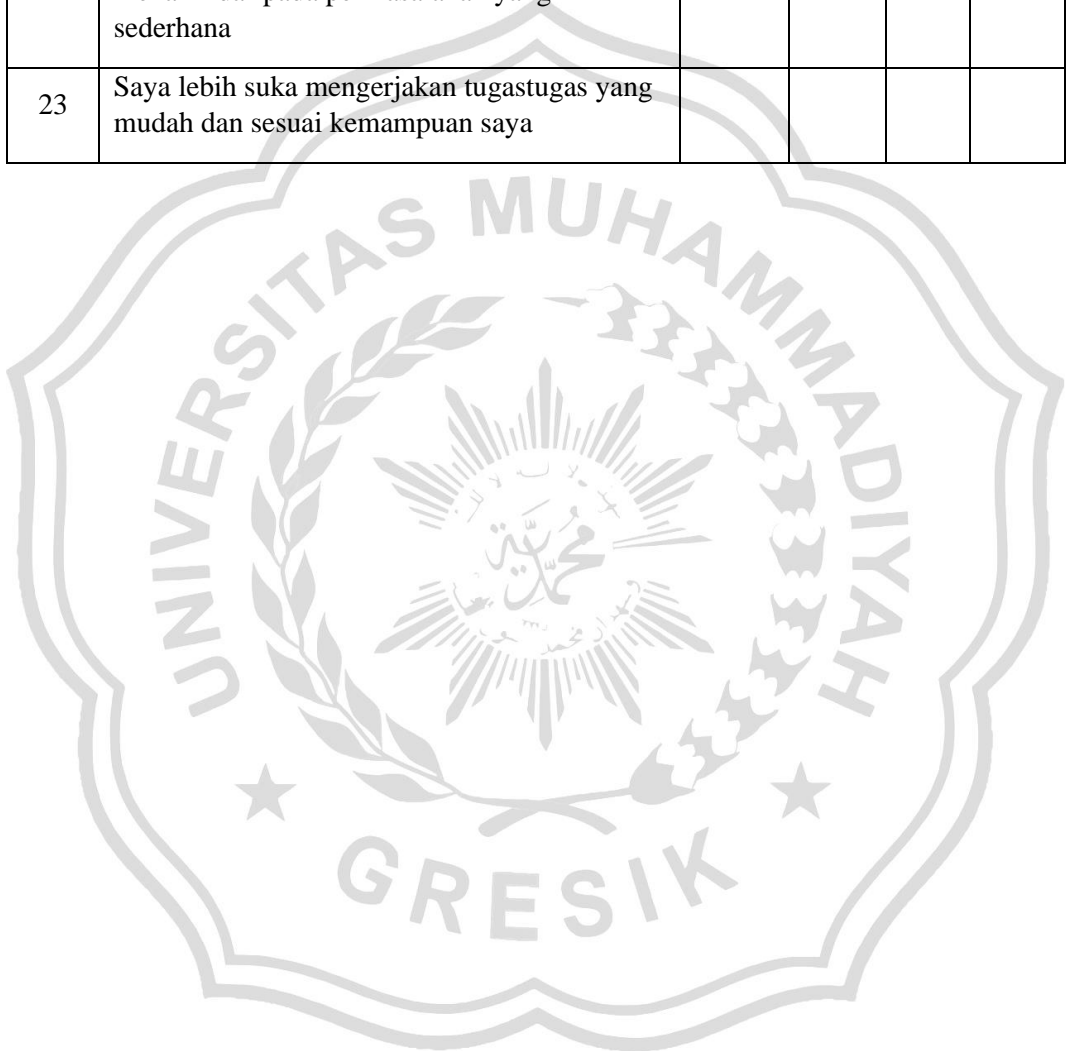 sederhana
23
Saya lebih suka mengerjakan tugastugas yang
mudah dan sesuai kemampuan saya
UNIVERSITAS MUHAMMADIYAH
GRESIK